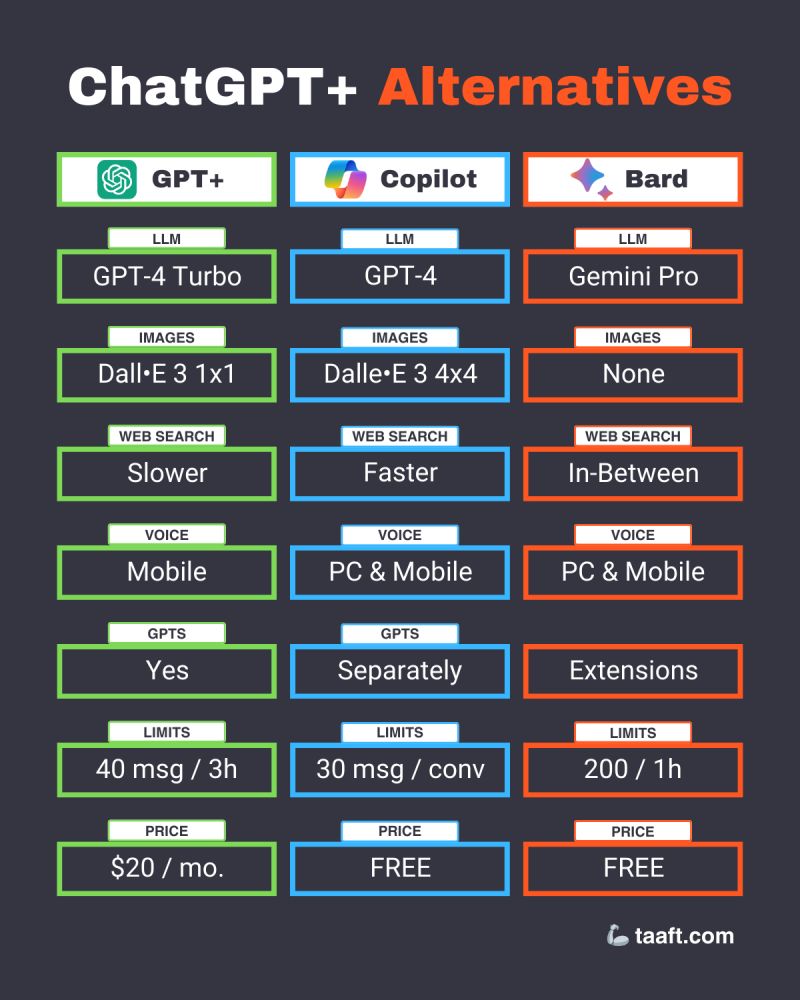 ChatGPT+ Alternatives
GPT+ Copilot Bard
LLM LLM LLM
GPT-4 Turbo GPT-4 Gemini Pro
IMAGES IMAGES IMAGES
Dall•E 3 1x1 Dalle•E 3 4x4 None
WEB SEARCH WEB SEARCH WEB SEARCH
Slower Faster In-Between
VOICE VOICE VOICE
Mobile PC & Mobile PC & Mobile
GPTS GPTS
Yes Separately Extensions
LIMITS LIMITS LIMITS
40 msg / 3h 30 msg / conv 200 / 1h
PRICE PRICE PRICE
$20 / mo. FREE FREE
taaft.com